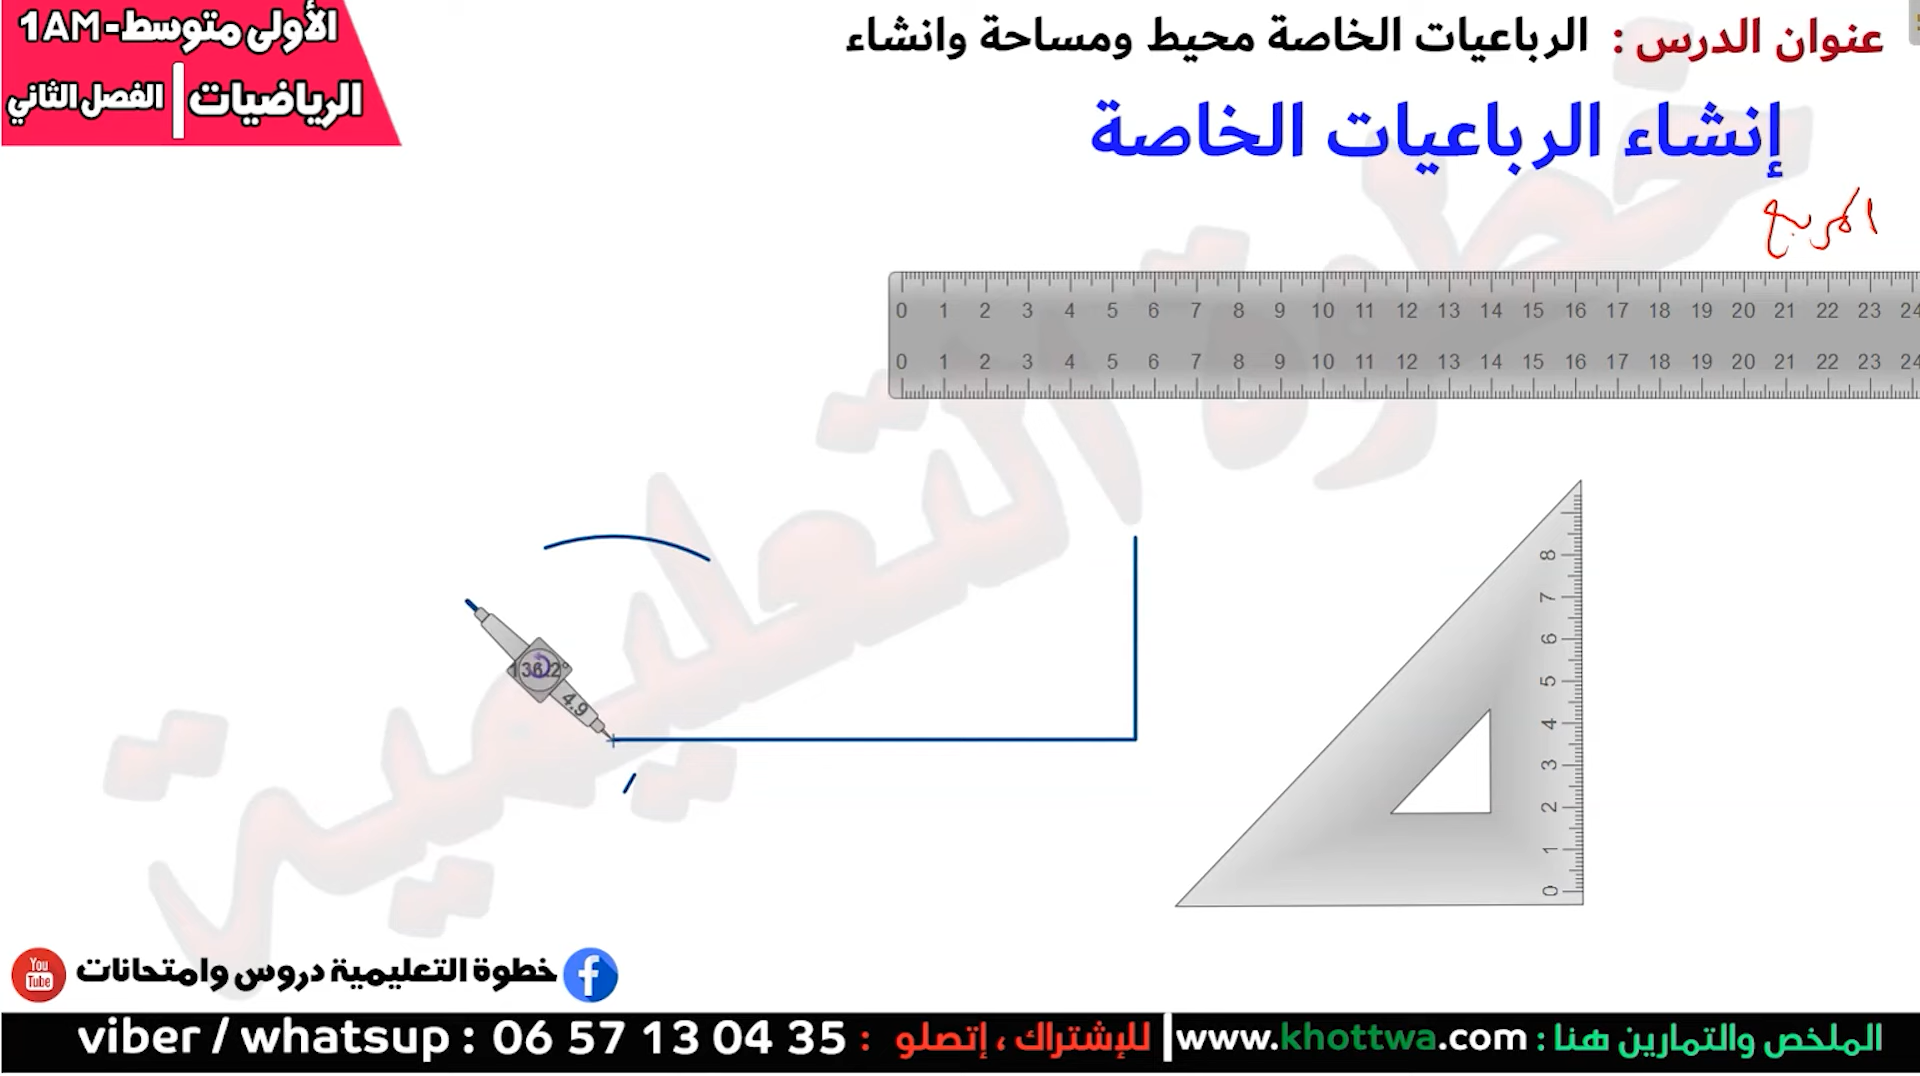 عنوان الدرس : الرباعيات الخاصة محيط ومساحة وانشاء
الأولى متوسط-1AM
الرياضيات | الفصل الثاني
إنشاء الرباعيات الخاصة
المربع
0 1 2 3 4 5 6 7 8 9 10 11 12 13 14 15 16 17 18 19 20 21 22 23 24
0 1 2 3 4 5 6 7 8 9 10 11 12 13 14 15 16 17 18 19 20 21 22 23 24
8
7
6
5
4
3
2
1
0
136.2°
4.9
خطوة التعليمية
You Tube
خطوة التعليمية دروس وامتحانات
f
الملخص والتمارين هنا : www.khottwa.com | للإشتراك ، إتصلو : viber / whatsup : 06 57 13 04 35